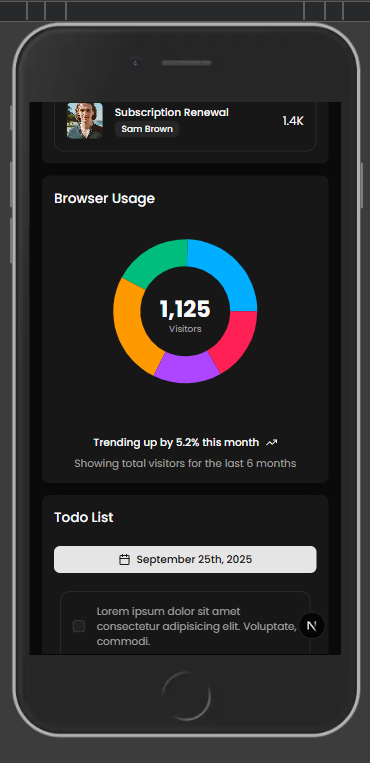 Subscription Renewal
Sam Brown
1.4K
Browser Usage
1,125
Visitors
Trending up by 5.2% this month
Showing total visitors for the last 6 months
Todo List
September 25th, 2025
Lorem ipsum dolor sit amet
consectetur adipisicing elit. Voluptate,
commodi.
N